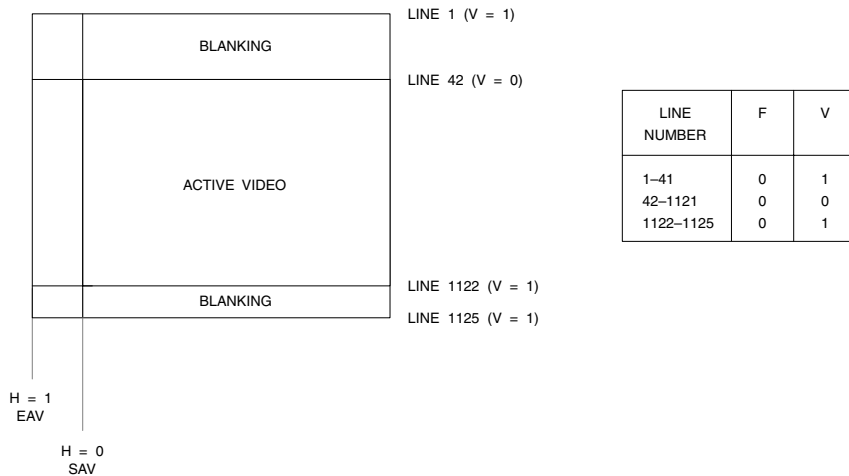 LINE 1 (V = 1)
BLANKING
LINE 42 (V = 0)
ACTIVE VIDEO
BLANKING
LINE 1122 (V = 1)
LINE 1125 (V = 1)
H = 1
EAV
H = 0
SAV
LINE NUMBER F V
1–41 0 1
42–1121 0 0
1122–1125 0 1